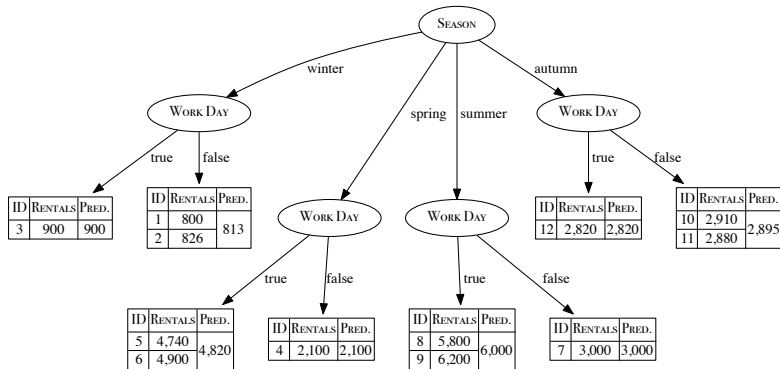 SEASON
winter
spring
summer
autumn
WORK DAY
WORK DAY
true
false
true
false
ID RENTALS PRED.
3 900 900
ID RENTALS PRED.
1 800
813
2 826
WORK DAY
WORK DAY
ID RENTALS PRED.
12 2,820 2,820
ID RENTALS PRED.
10 2,910
2,895
11 2,880
true
false
true
false
ID RENTALS PRED.
5 4,740
4,820
6 4,900
ID RENTALS PRED.
4 2,100 2,100
ID RENTALS PRED.
8 5,800
6,000
9 6,200
ID RENTALS PRED.
7 3,000 3,000